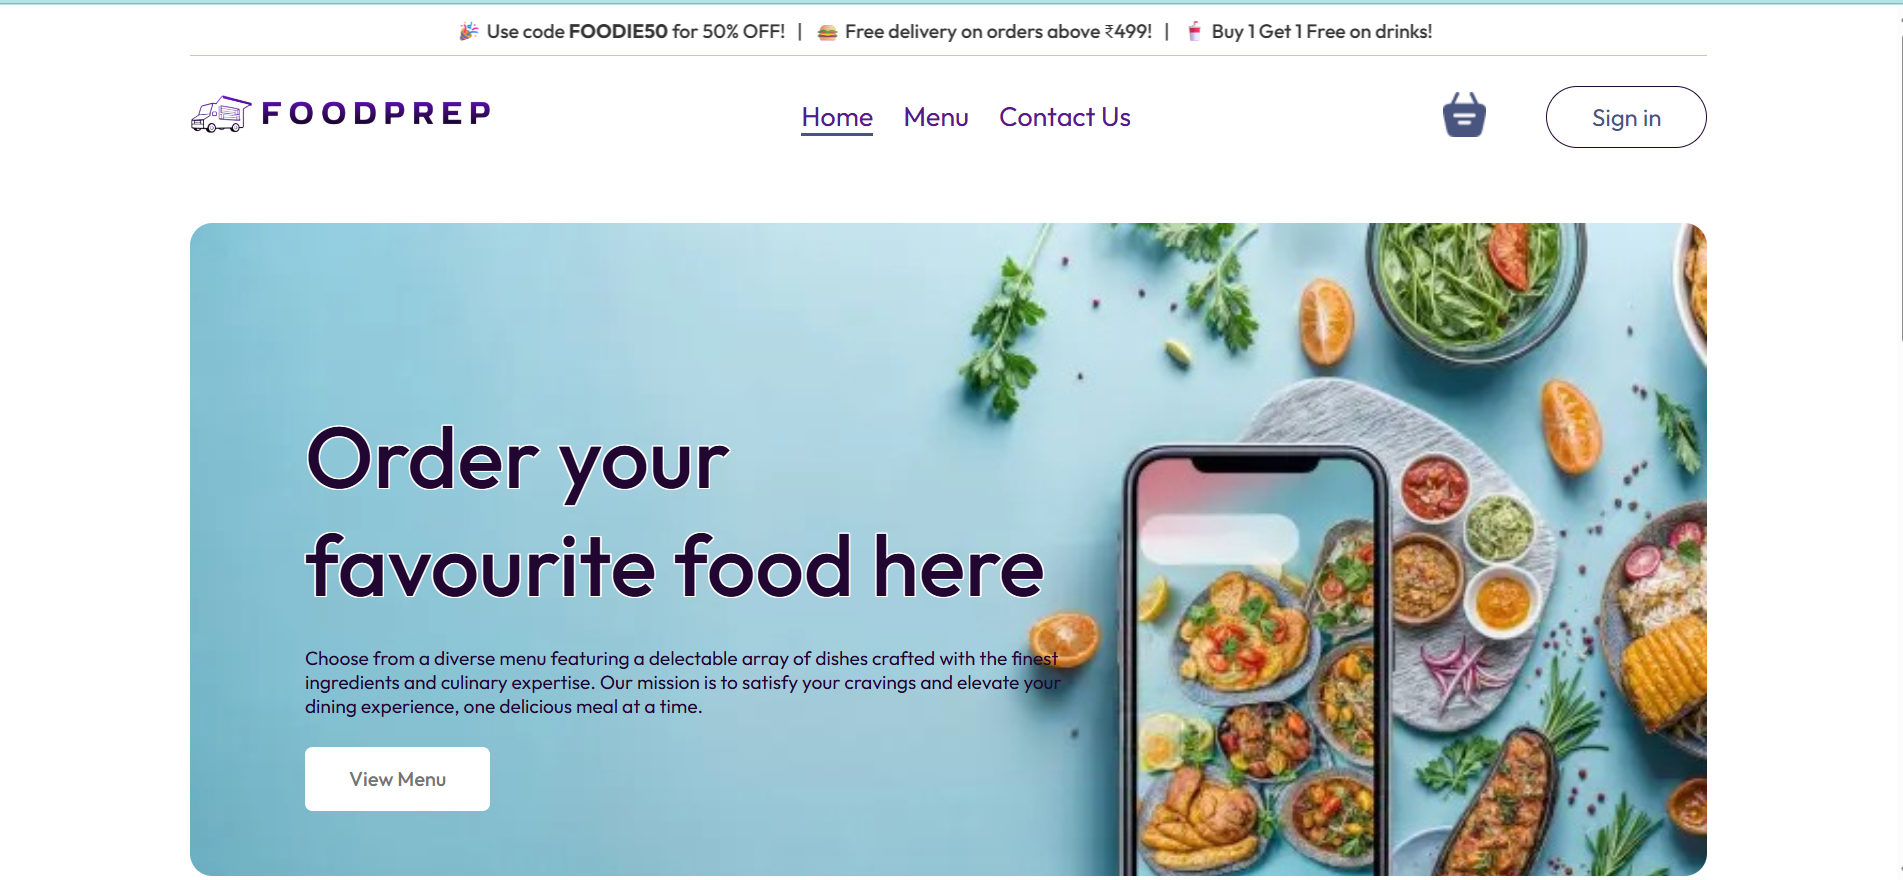 🎉 Use code FOODIE50 for 50% OFF! | 🍔 Free delivery on orders above ₹499! | 🥤 Buy 1 Get 1 Free on drinks!
FOODPREP
Home Menu Contact Us
Sign in
Order your
favourite food here
Choose from a diverse menu featuring a delectable array of dishes crafted with the finest
ingredients and culinary expertise. Our mission is to satisfy your cravings and elevate your
dining experience, one delicious meal at a time.
View Menu